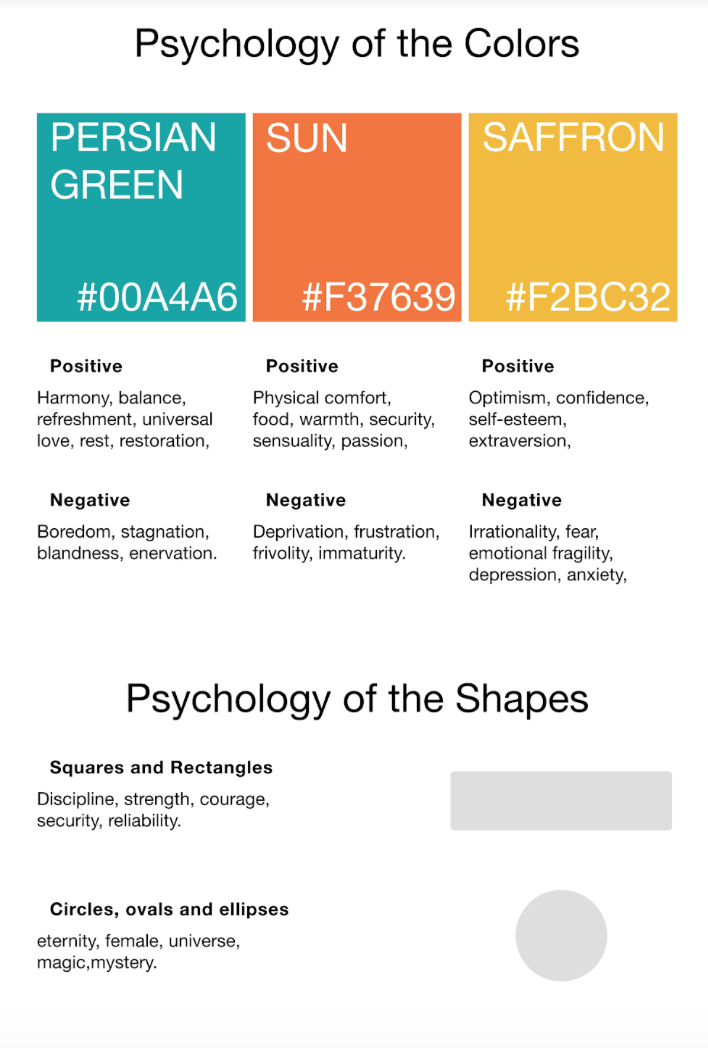 Psychology of the Colors
PERSIAN
GREEN
#00A4A6
SUN
#F37639
SAFFRON
#F2BC32
Positive
Harmony, balance,
refreshment, universal
love, rest, restoration,
Negative
Boredom, stagnation,
blandness, enervation.
Positive
Physical comfort,
food, warmth, security,
sensuality, passion,
Negative
Deprivation, frustration,
frivolity, immaturity.
Positive
Optimism, confidence,
self-esteem,
extraversion,
Negative
Irrationality, fear,
emotional fragility,
depression, anxiety,
Psychology of the Shapes
Squares and Rectangles
Discipline, strength, courage,
security, reliability.
Circles, ovals and ellipses
eternity, female, universe,
magic,mystery.